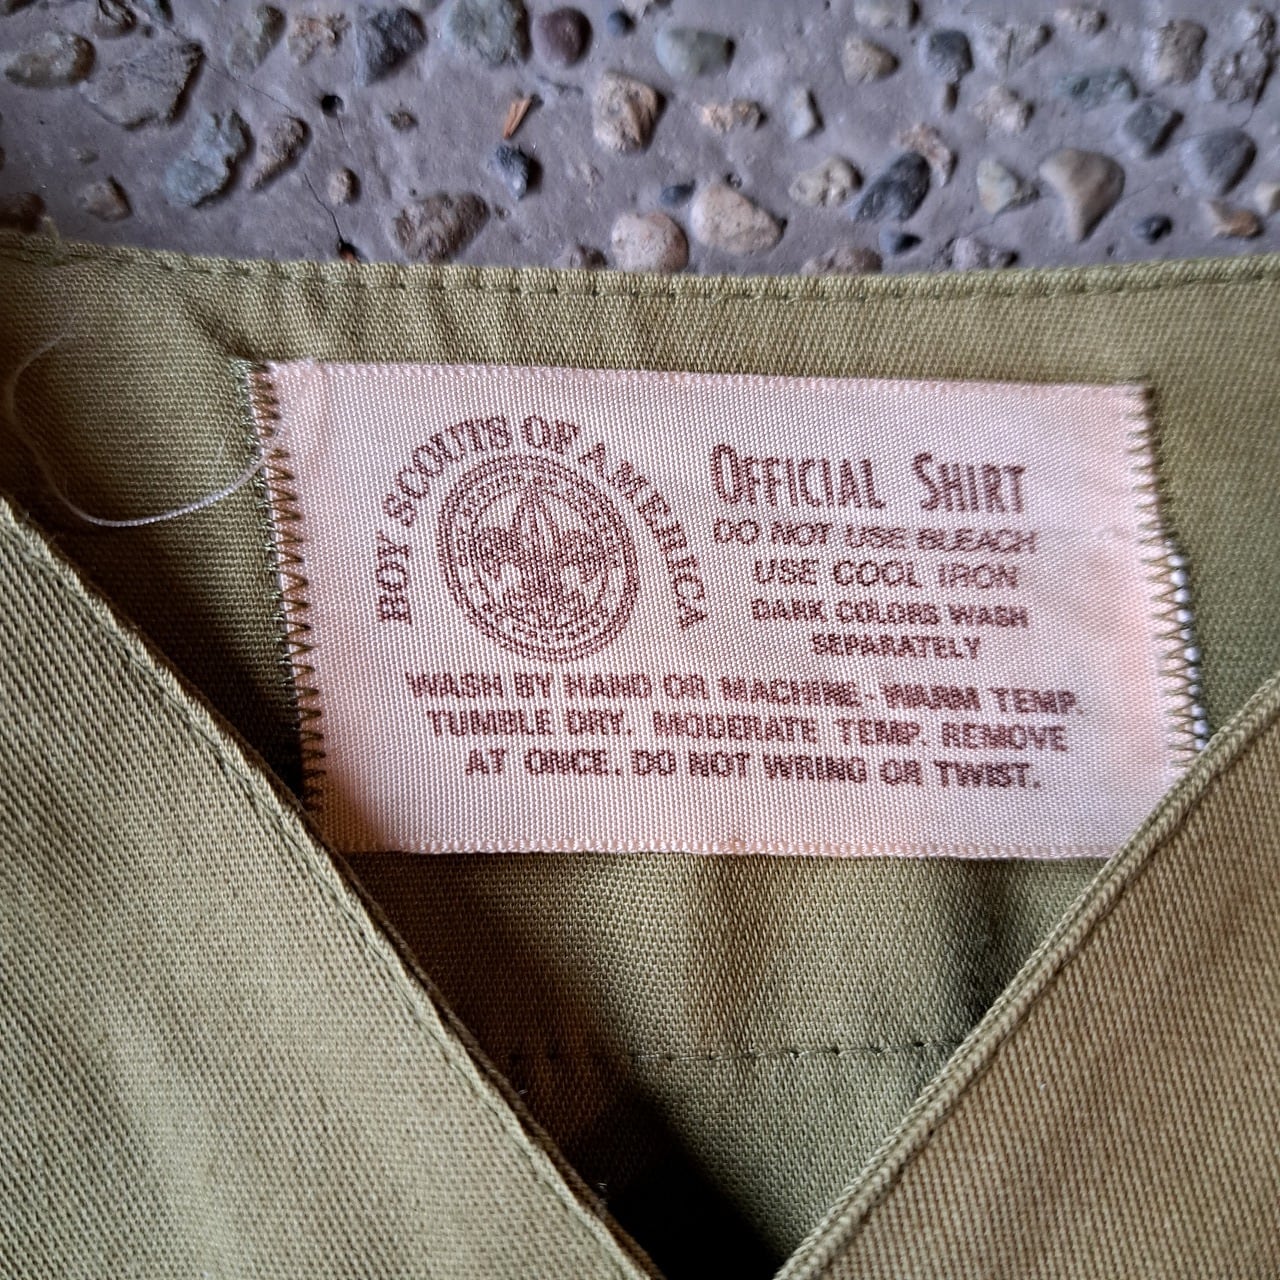 BOY SCOUTS OF AMERICA
OFFICIAL SHIRT
DO NOT USE BLEACH
USE COOL IRON
DARK COLORS WASH
SEPARATELY
WASH BY HAND OR MACHINE - WARM TEMP.
TUMBLE DRY. MODERATE TEMP. REMOVE
AT ONCE. DO NOT WRING OR TWIST.